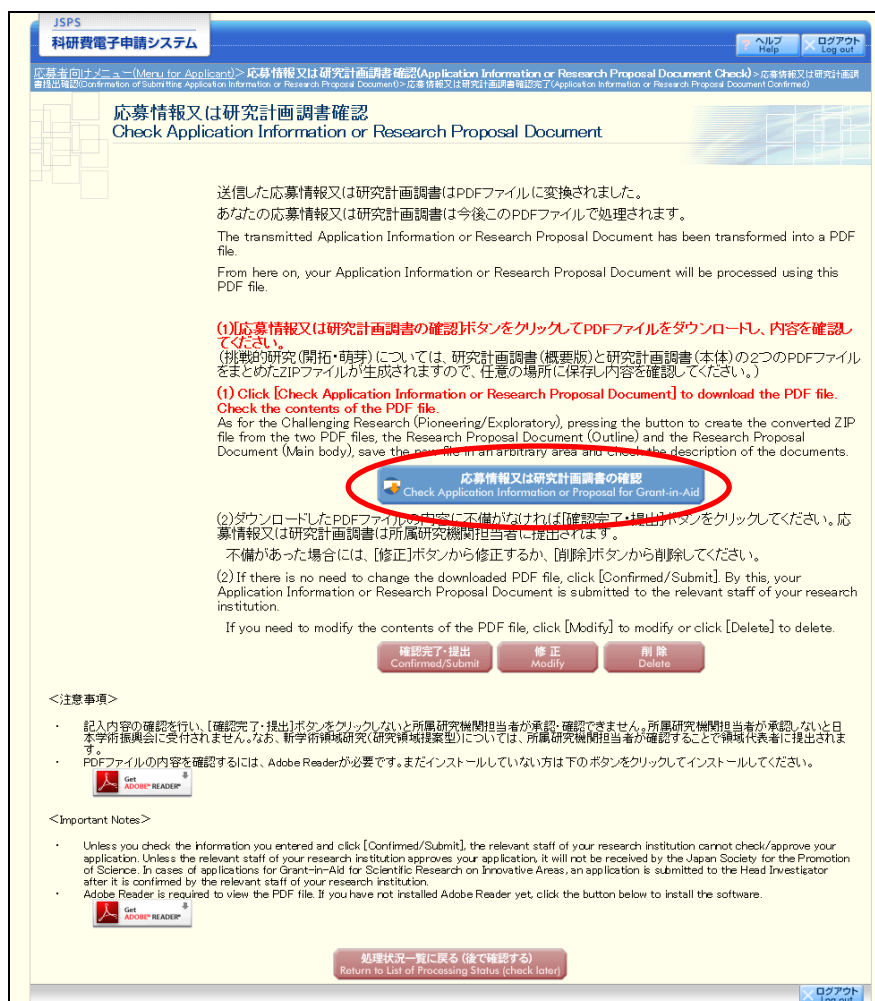 JSPS
科研費電子申請システム
ヘルプ
Help
ログアウト
Log out
応募者向けメニュー(Menu for Applicant)>応募情報又は研究計画調書確認(Application Information or Research Proposal Document Check)>応募情報又は研究計画調
書提出確認(Confirmation of Submitting Application Information or Research Proposal Document)>応募情報又は研究計画調書確認完了(Application Information or Research Proposal Document Confirmed)
応募情報又は研究計画調書確認
Check Application Information or Research Proposal Document
送信した応募情報又は研究計画調書はPDFファイルに変換されました。
あなたの応募情報又は研究計画調書は今後このPDFファイルで処理されます。
The transmitted Application Information or Research Proposal Document has been transformed into a PDF
file.
From here on, your Application Information or Research Proposal Document will be processed using this
PDF file.
(1)[応募情報又は研究計画調書の確認]ボタンをクリックしてPDFファイルをダウンロードし、内容を確認し
てください。
(挑戦的研究(開拓・萌芽)については、研究計画調書(概要版)と研究計画調書(本体)の2つのPDFファイル
をまとめたZIPファイルが生成されますので、任意の場所に保存し内容を確認してください。)
(1) Click [Check Application Information or Research Proposal Document] to download the PDF file.
Check the contents of the PDF file.
As for the Challenging Research (Pioneering/Exploratory), pressing the button to create the converted ZIP
file from the two PDF files, the Research Proposal Document (Outline) and the Research Proposal
Document (Main body), save the new file in an arbitrary area and check the description of the documents.
応募情報又は研究計画調書の確認
Check Application Information or Proposal for Grant-in-Aid
(2)ダウンロードしたPDFファイルの内容に不備がなければ[確認完了・提出]ボタンをクリックしてください。応
募情報又は研究計画調書は所属研究機関担当者に提出されます。
不備があった場合には、[修正]ボタンから修正するか、[削除]ボタンから削除してください。
(2) If there is no need to change the downloaded PDF file, click [Confirmed/Submit]. By this, your
Application Information or Research Proposal Document is submitted to the relevant staff of your research
institution.
If you need to modify the contents of the PDF file, click [Modify] to modify or click [Delete] to delete.
確認完了・提出
Confirmed/Submit
修 正
Modify
削 除
Delete
<注意事項>
・ 記入内容の確認を行い、[確認完了・提出]ボタンをクリックしないと所属研究機関担当者が承認・確認できません。所属研究機関担当者が承認しないと日
本学術振興会に受付されません。なお、新学術領域研究(研究領域提案型)については、所属研究機関担当者が確認することで領域代表者に提出されま
す。
・ PDFファイルの内容を確認するには、Adobe Readerが必要です。まだインストールしていない方は下のボタンをクリックしてインストールしてください。
Get
ADOBE® READER®
<Important Notes>
・ Unless you check the information you entered and click [Confirmed/Submit], the relevant staff of your research institution cannot check/approve your
application. Unless the relevant staff of your research institution approves your application, it will not be received by the Japan Society for the Promotion
of Science. In cases of applications for Grant-in-Aid for Scientific Research on Innovative Areas, an application is submitted to the Head Investigator
after it is confirmed by the relevant staff of your research institution.
・ Adobe Reader is required to view the PDF file. If you have not installed Adobe Reader yet, click the button below to install the software.
Get
ADOBE® READER®
処理状況一覧に戻る(後で確認する)
Return to List of Processing Status (check later)
ログアウト
Log out